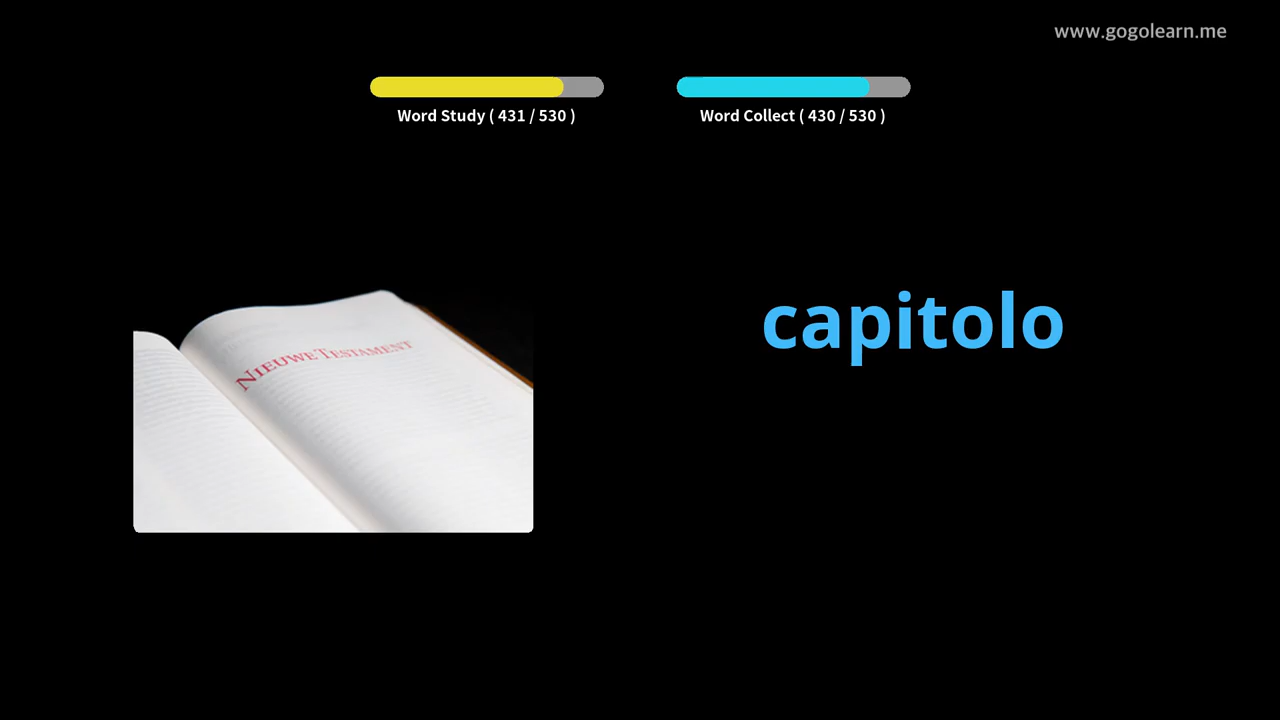 www.gogolearn.me
Word Study ( 431 / 530 )
Word Collect ( 430 / 530 )
capitolo
NIEUWE TESTAMENT